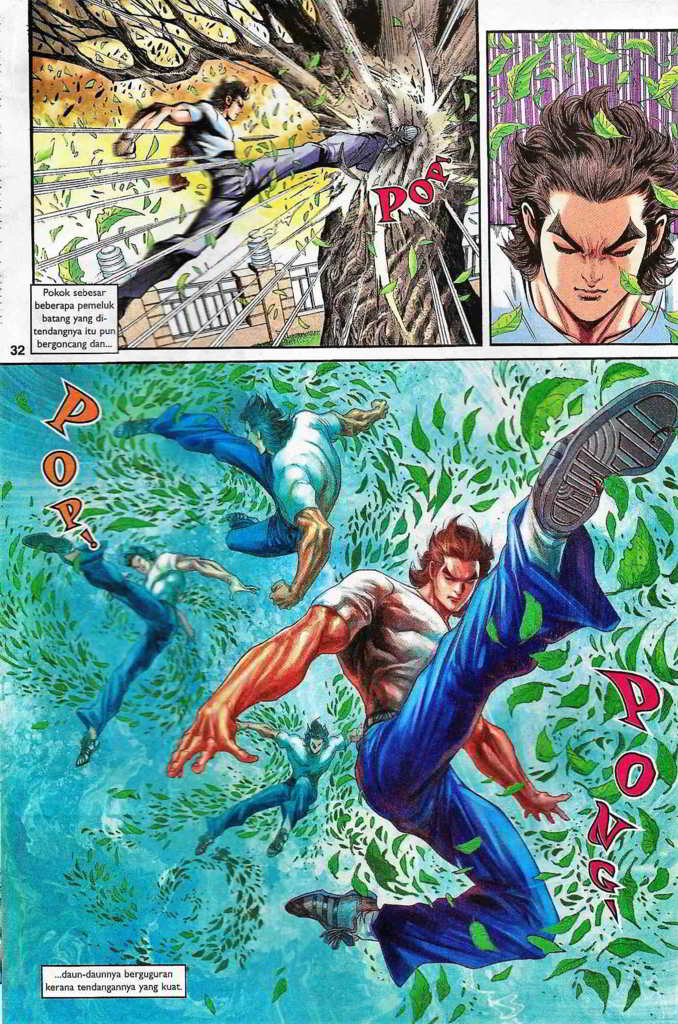 POP!
Pokok sebesar
beberapa pemeluk
batang yang di-
tendangnya itu pun
bergoncang dan...
32
POP!
PONG!
...daun-daunnya berguguran
kerana tendangannya yang kuat.